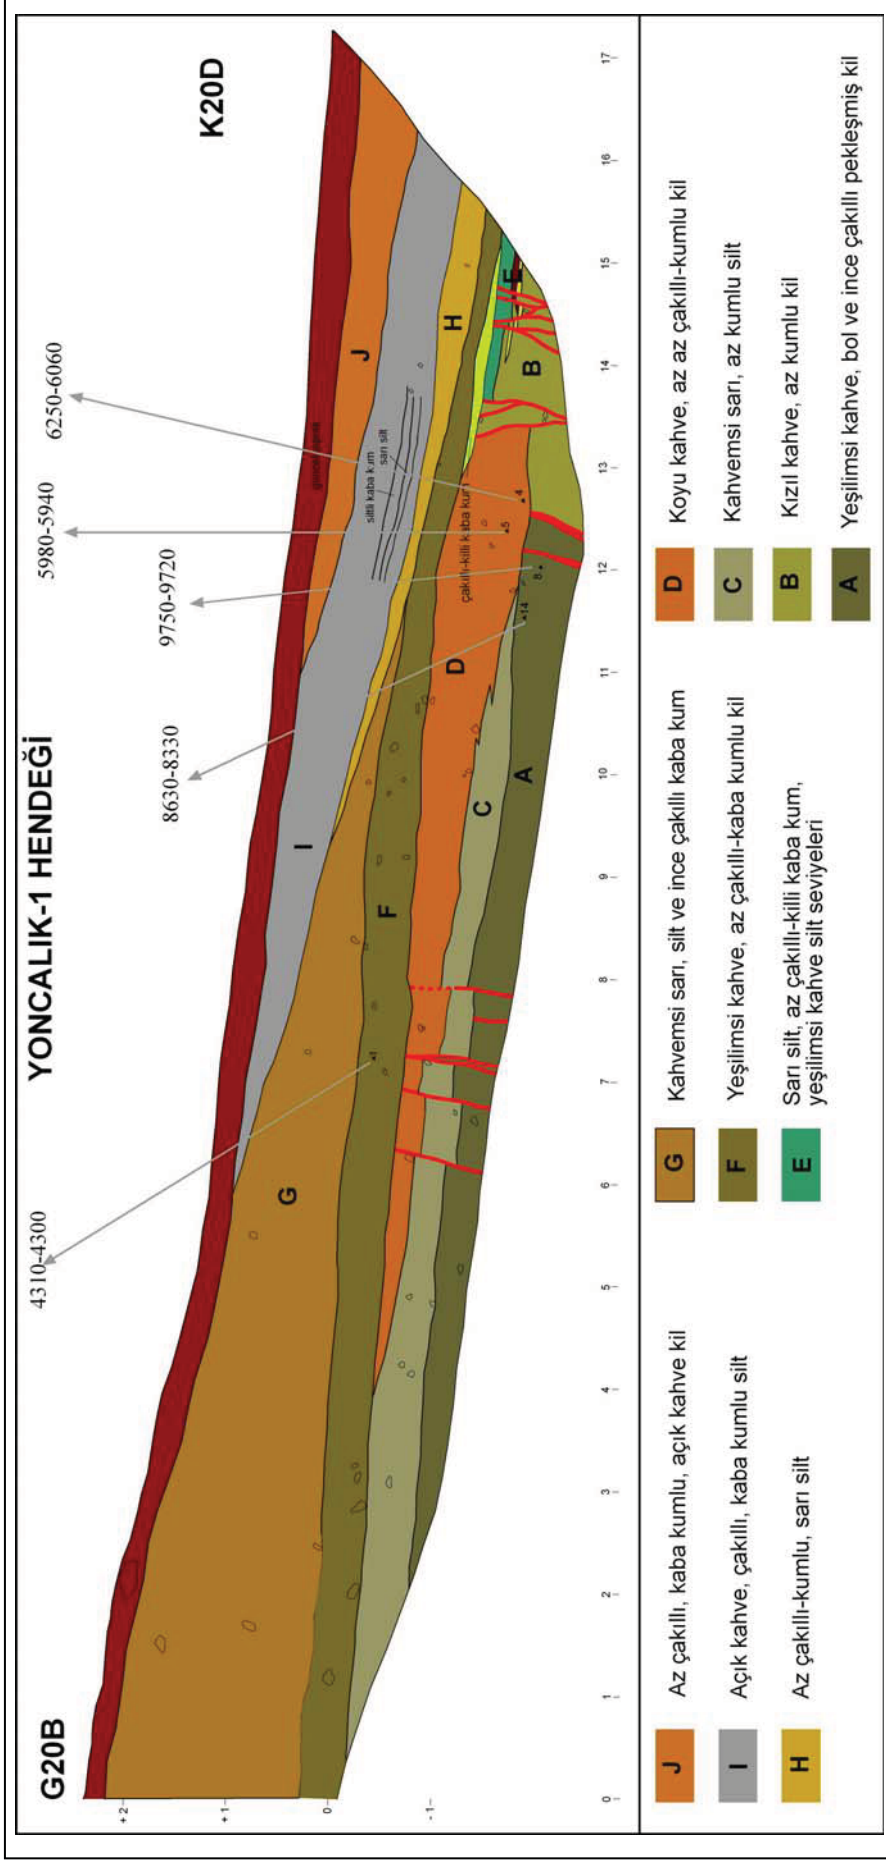 YONCALIK-1 HENDEĞİ
G20B
K20D
4310-4300
8630-8330
9750-9720
5980-5940
6250-6060
+2
+1
0
-1
J
siltli kaba kum
sarı silt
I
H
çakıllı-killi kaba kum
G
F
D
C
A
B
E
1
14
8
5
4
0 1 2 3 4 5 6 7 8 9 10 11 12 13 14 15 16 17
J Az çakıllı, kaba kumlu, açık kahve kil
I Açık kahve, çakıllı, kaba kumlu silt
H Az çakıllı-kumlu, sarı silt
G Kahvemsi sarı, silt ve ince çakıllı kaba kum
F Yeşilimsi kahve, az çakıllı-kaba kumlu kil
E Sarı silt, az çakıllı-killi kaba kum,
yeşilimsi kahve silt seviyeleri
D Koyu kahve, az az çakıllı-kumlu kil
C Kahvemsi sarı, az kumlu silt
B Kızıl kahve, az kumlu kil
A Yeşilimsi kahve, bol ve ince çakıllı pekleşmiş kil